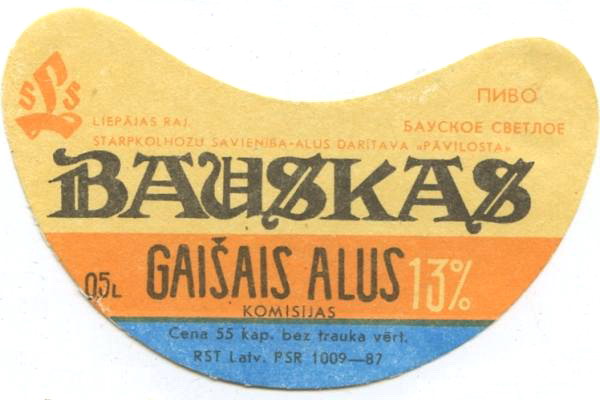 SPS
ПИВО
LIEPĀJAS RAJ.
БАУСКОЕ СВЕТЛОЕ
STARPKOLHOZU SAVIENĪBA-ALUS DARĪTAVA «PĀVILOSTA»
BAUSKAS
0,5L GAIŠAIS ALUS 13%
KOMISIJAS
Cena 55 kap. bez trauka vērt.
RST Latv. PSR 1009—87